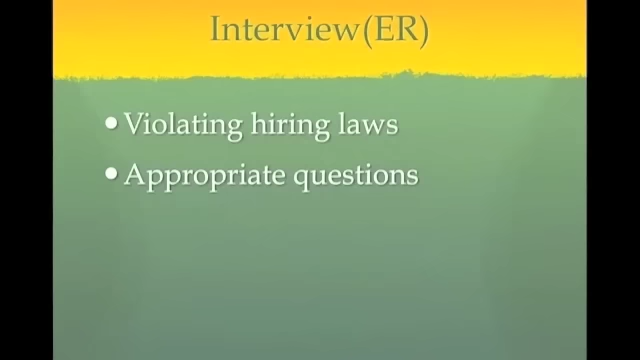 Interview(ER)
• Violating hiring laws
• Appropriate questions